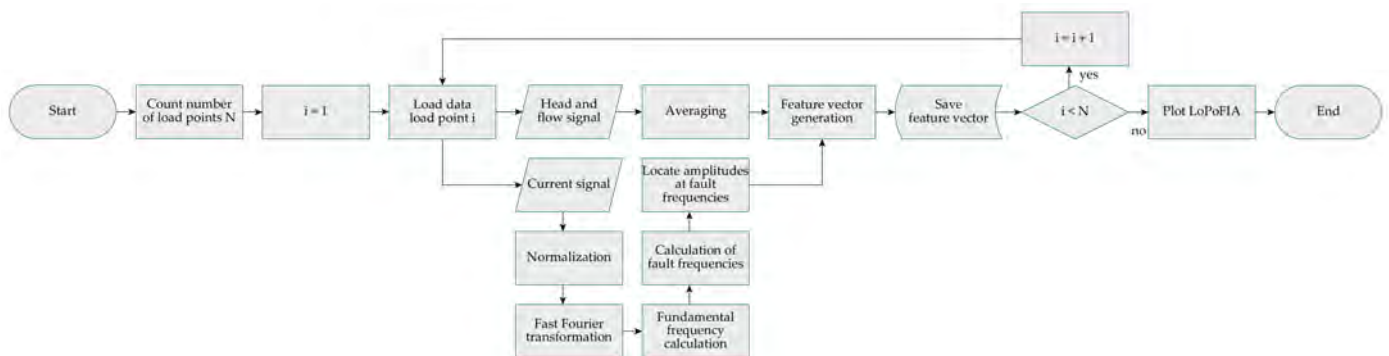 i = i + 1
yes
Start
Count number
of load points N
i = 1
Load data
load point i
Head and
flow signal
Averaging
Feature vector
generation
Save
feature vector
i < N
no
Plot LoPoFIA
End
Current signal
Locate amplitudes
at fault
frequencies
Normalization
Calculation of
fault frequencies
Fast Fourier
transformation
Fundamental
frequency
calculation